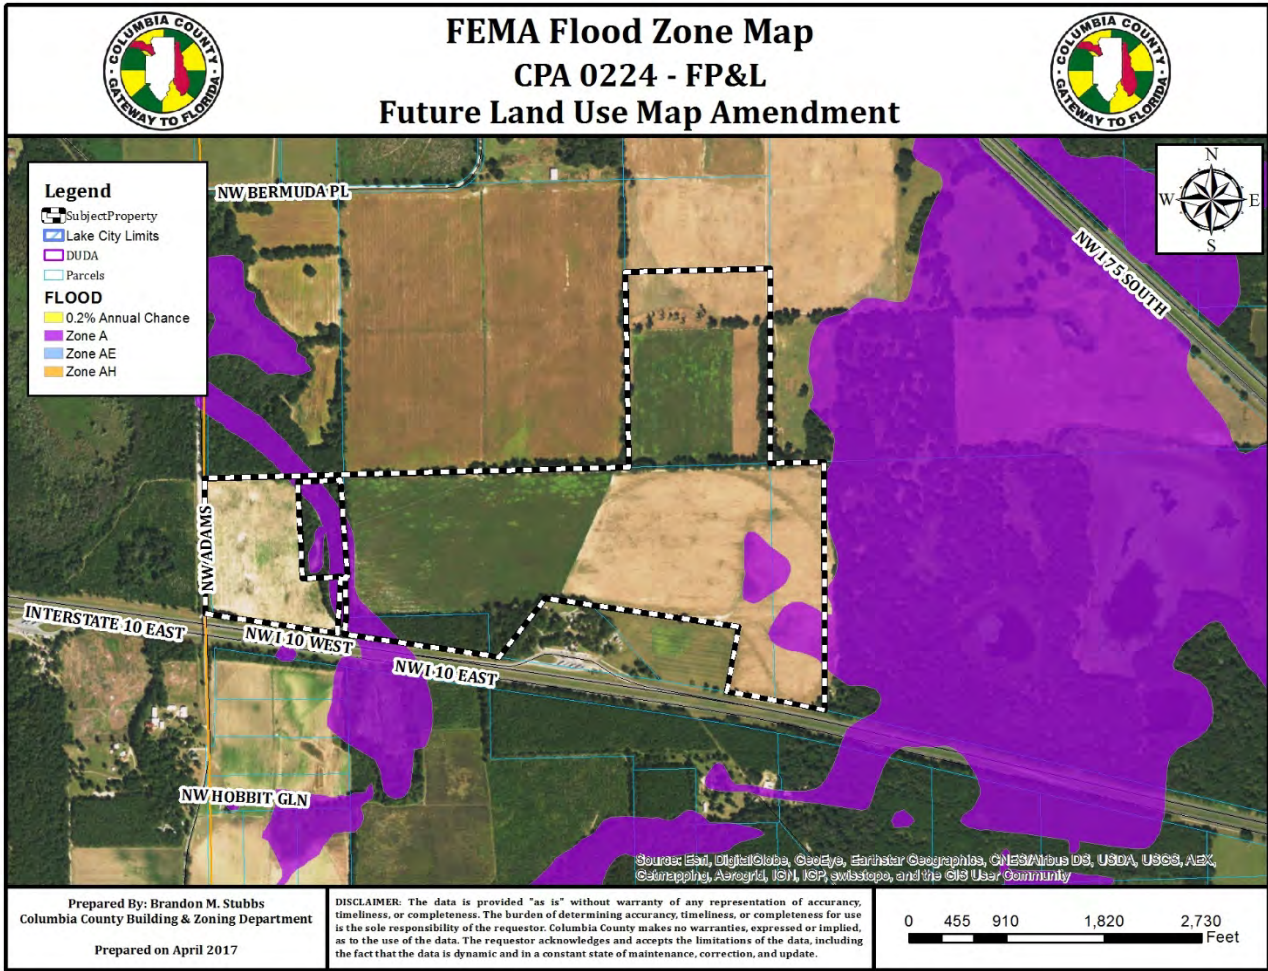 FEMA Flood Zone Map
CPA 0224 - FP&L
Future Land Use Map Amendment
COLUMBIA COUNTY
GATEWAY TO FLORIDA
COLUMBIA COUNTY
GATEWAY TO FLORIDA
Legend
SubjectProperty
Lake City Limits
DUDA
Parcels
FLOOD
0.2% Annual Chance
Zone A
Zone AE
Zone AH
NW BERMUDA PL
N
W
E
S
NW I 75 SOUTH
NW ADAMS
INTERSTATE 10 EAST
NW I 10 WEST
NW I 10 EAST
NW HOBBIT GLN
Source: Esri, DigitalGlobe, GeoEye, Earthstar Geographics, CNES/Airbus DS, USDA, USGS, AEX,
Getmapping, Aerogrid, IGN, IGP, swisstopo, and the GIS User Community
Prepared By: Brandon M. Stubbs
Columbia County Building & Zoning Department
Prepared on April 2017
DISCLAIMER: The data is provided "as is" without warranty of any representation of accuracy,
timeliness, or completeness. The burden of determining accuracy, timeliness, or completeness for use
is the sole responsibility of the requestor. Columbia County makes no warranties, expressed or implied,
as to the use of the data. The requestor acknowledges and accepts the limitations of the data, including
the fact that the data is dynamic and in a constant state of maintenance, correction, and update.
0 455 910 1,820 2,730
Feet